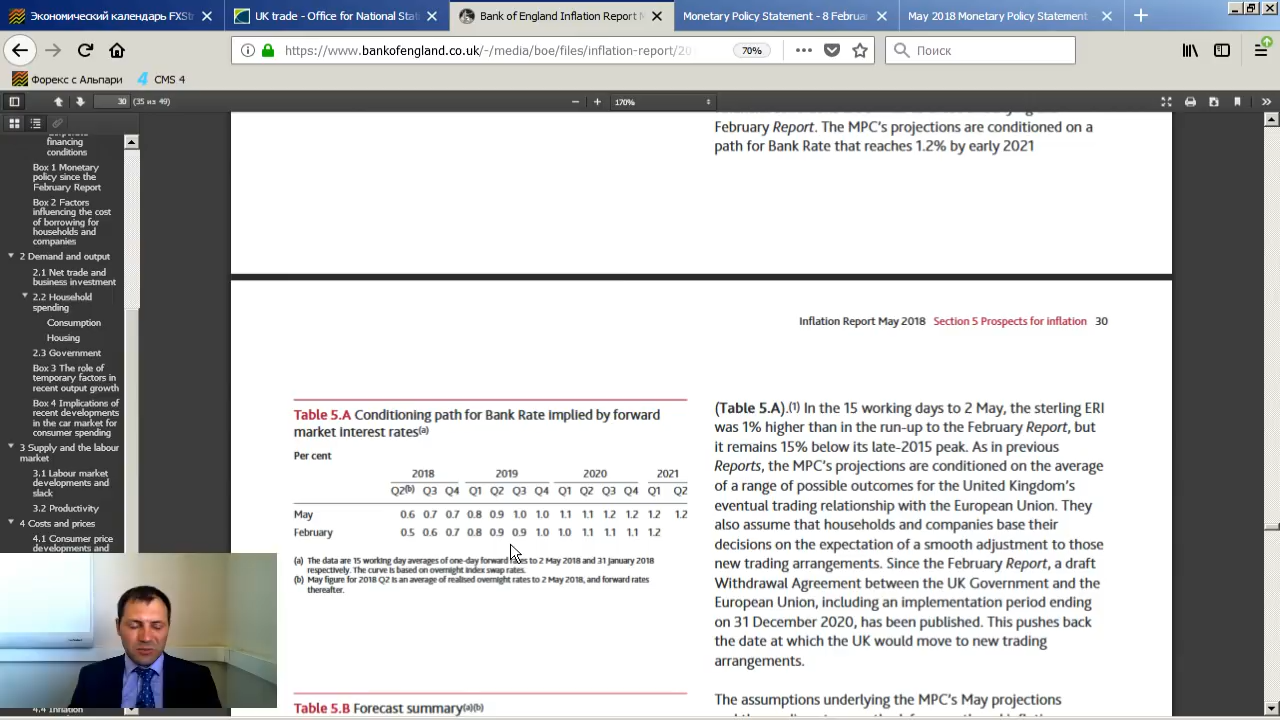 Экономический календарь FXSt
UK trade - Office for National Stat
Bank of England Inflation Report M
Monetary Policy Statement - 8 Februa
May 2018 Monetary Policy Statement
https://www.bankofengland.co.uk/-/media/boe/files/inflation-report/20
70%
Поиск
Форекс с Альпари
4 CMS 4
30 (35 из 49)
170%
financing
conditions
Box 1 Monetary
policy since the
February Report
Box 2 Factors
influencing the cost
of borrowing for
households and
companies
2 Demand and output
2.1 Net trade and
business investment
2.2 Household
spending
Consumption
Housing
2.3 Government
Box 3 The role of
temporary factors in
recent output growth
Box 4 Implications of
recent developments
in the car market for
consumer spending
3 Supply and the labour
market
3.1 Labour market
developments and
slack
3.2 Productivity
4 Costs and prices
4.1 Consumer price
developments and
4.4 Inflation
February Report. The MPC's projections are conditioned on a
path for Bank Rate that reaches 1.2% by early 2021
Inflation Report May 2018 Section 5 Prospects for inflation 30
Table 5.A Conditioning path for Bank Rate implied by forward
market interest rates(a)
Per cent
2018 2019 2020 2021
Q2(b) Q3 Q4 Q1 Q2 Q3 Q4 Q1 Q2 Q3 Q4 Q1 Q2
May 0.6 0.7 0.7 0.8 0.9 1.0 1.0 1.1 1.1 1.2 1.2 1.2 1.2
February 0.5 0.6 0.7 0.8 0.9 0.9 1.0 1.0 1.1 1.1 1.1 1.2
(a) The data are 15 working day averages of one-day forward rates to 2 May 2018 and 31 January 2018
respectively. The curve is based on overnight index swap rates.
(b) May figure for 2018 Q2 is an average of realised overnight rates to 2 May 2018, and forward rates
thereafter.
Table 5.B Forecast summary(a)(b)
(Table 5.A).(1) In the 15 working days to 2 May, the sterling ERI
was 1% higher than in the run-up to the February Report, but
it remains 15% below its late-2015 peak. As in previous
Reports, the MPC's projections are conditioned on the average
of a range of possible outcomes for the United Kingdom's
eventual trading relationship with the European Union. They
also assume that households and companies base their
decisions on the expectation of a smooth adjustment to those
new trading arrangements. Since the February Report, a draft
Withdrawal Agreement between the UK Government and the
European Union, including an implementation period ending
on 31 December 2020, has been published. This pushes back
the date at which the UK would move to new trading
arrangements.
The assumptions underlying the MPC's May projections